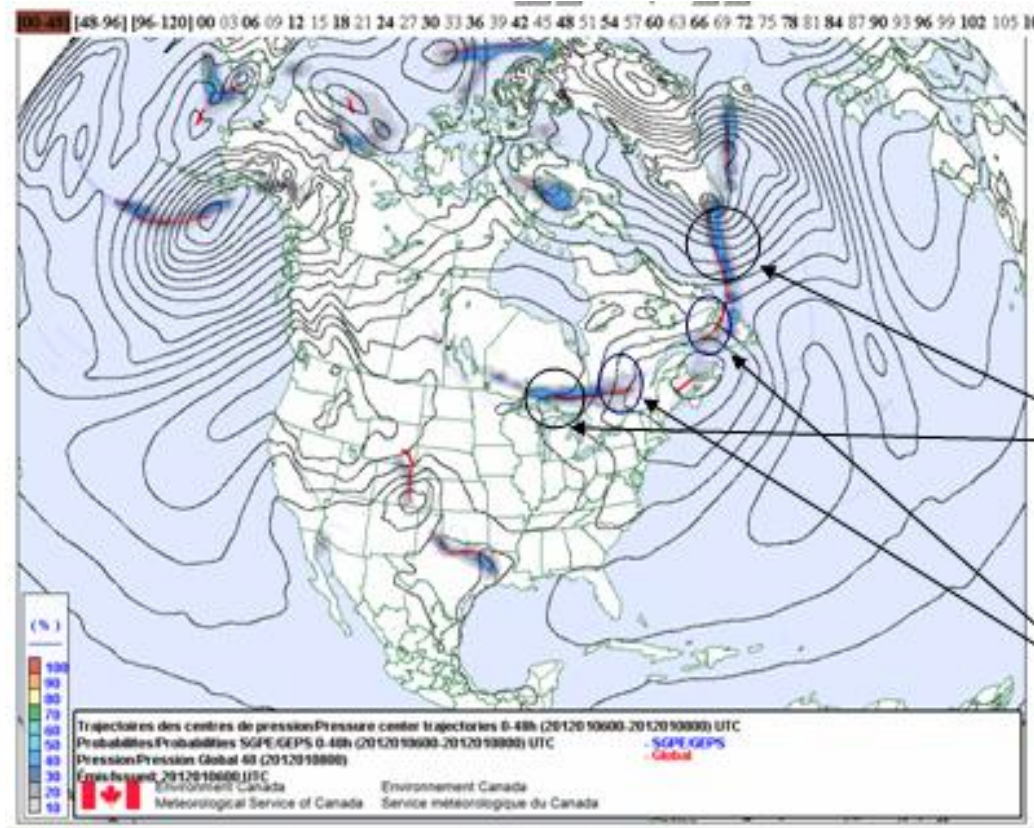 [00-48] [48-96] [96-120] 00 03 06 09 12 15 18 21 24 27 30 33 36 39 42 45 48 51 54 57 60 63 66 69 72 75 78 81 84 87 90 93 96 99 102 105
( % )
100
90
80
70
60
50
40
30
20
10
Trajectoires des centres de pression/Pressure center trajectories 0-48h (2012010600-2012010800) UTC
Probabilites/Probabilities SGPE/GEPS 0-48h (2012010600-2012010800) UTC - SGPE/GEPS
Pression/Pression Global 48 (2012010800) - Global
Émis/Issued: 2012010600 UTC
Environment Canada Environnement Canada
Meteorological Service of Canada Service météorologique du Canada